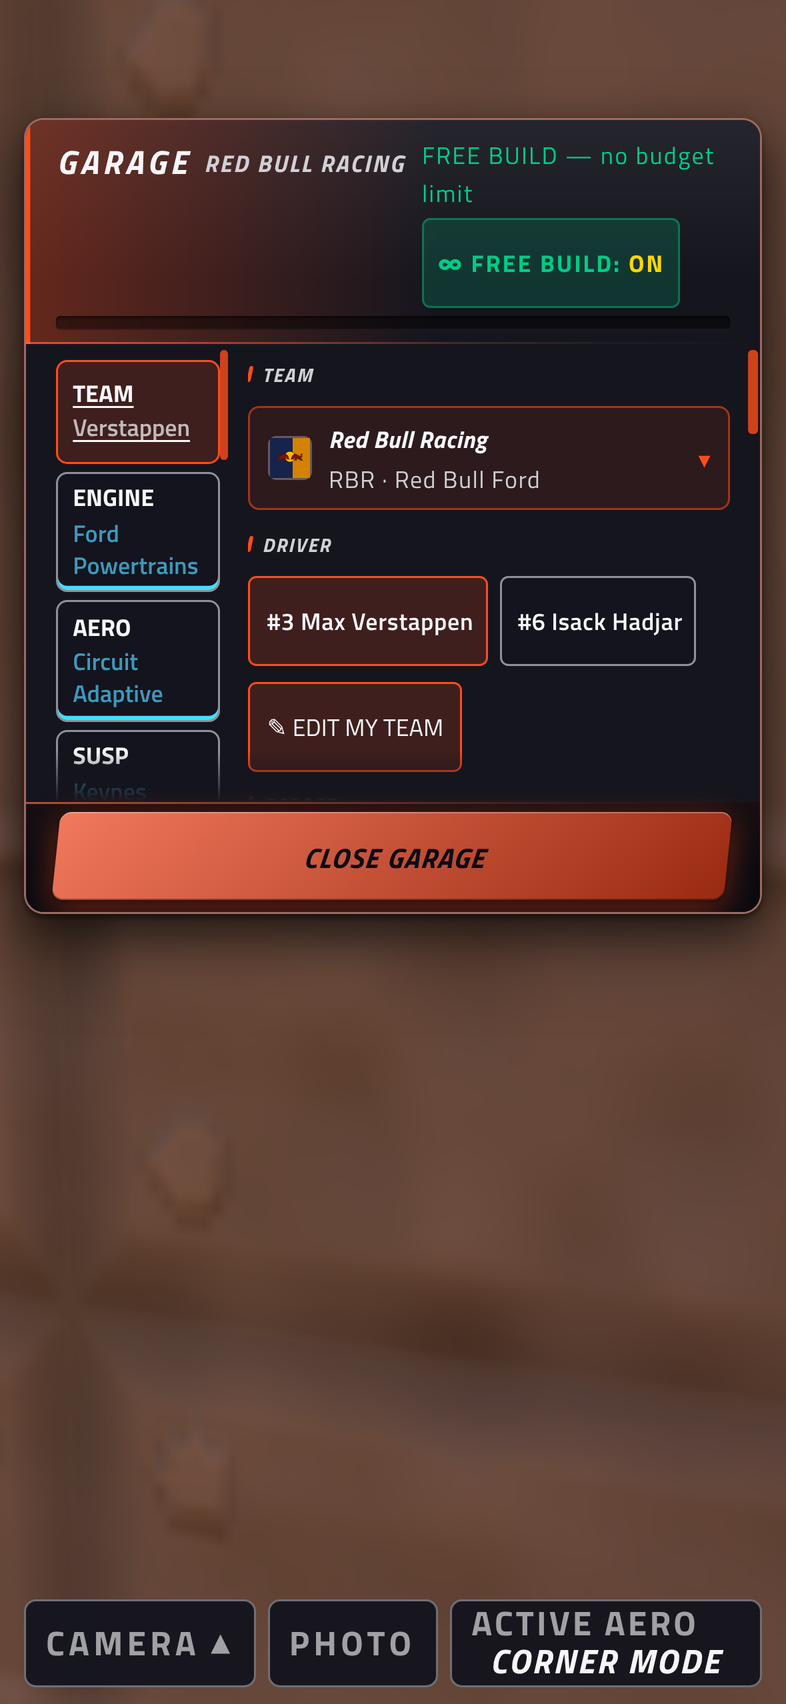 GARAGE RED BULL RACING
FREE BUILD — no budget
limit
∞ FREE BUILD: ON
TEAM
Verstappen
ENGINE
Ford
Powertrains
AERO
Circuit
Adaptive
SUSP
Keynes
TEAM
Red Bull Racing
RBR · Red Bull Ford
▼
DRIVER
#3 Max Verstappen
#6 Isack Hadjar
✎ EDIT MY TEAM
CLOSE GARAGE
CAMERA ▲
PHOTO
ACTIVE AERO
CORNER MODE